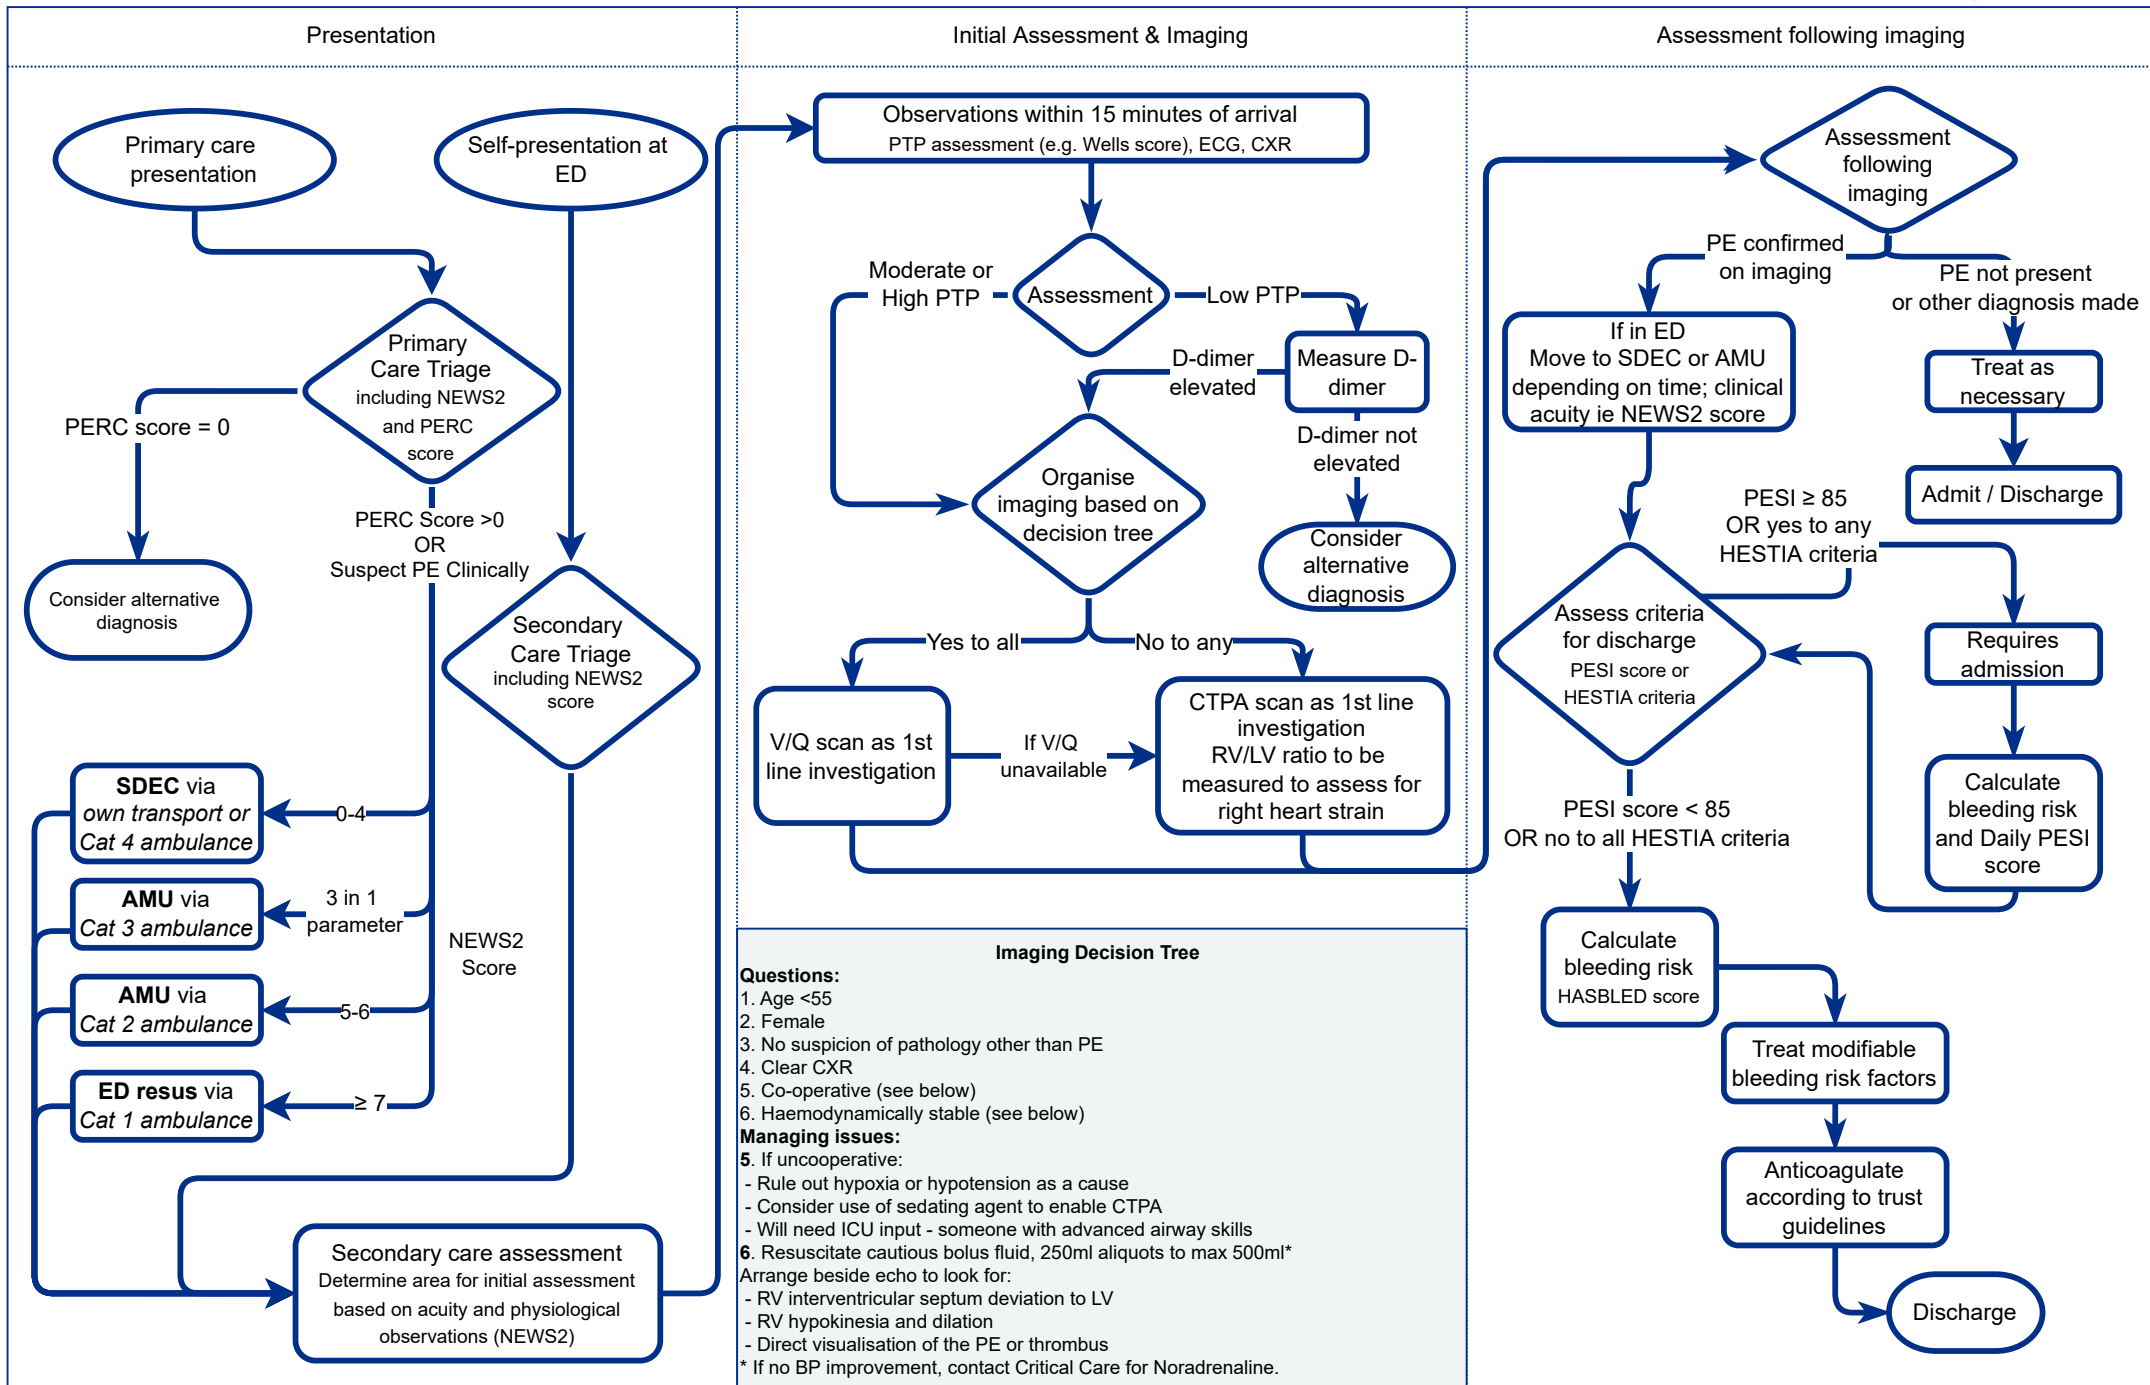 Presentation
Initial Assessment & Imaging
Assessment following imaging
Primary care
presentation
Self-presentation at
ED
Primary
Care Triage
including NEWS2
and PERC
score
PERC score = 0
Consider alternative
diagnosis
PERC Score >0
OR
Suspect PE Clinically
Secondary
Care Triage
including NEWS2
score
SDEC via
own transport or
Cat 4 ambulance
0-4
AMU via
Cat 3 ambulance
3 in 1
parameter
NEWS2
Score
AMU via
Cat 2 ambulance
5-6
ED resus via
Cat 1 ambulance
≥ 7
Secondary care assessment
Determine area for initial assessment
based on acuity and physiological
observations (NEWS2)
Observations within 15 minutes of arrival
PTP assessment (e.g. Wells score), ECG, CXR
Assessment
Moderate or
High PTP
Low PTP
Measure D-
dimer
D-dimer
elevated
D-dimer not
elevated
Consider
alternative
diagnosis
Organise
imaging based on
decision tree
Yes to all
No to any
V/Q scan as 1st
line investigation
If V/Q
unavailable
CTPA scan as 1st line
investigation
RV/LV ratio to be
measured to assess for
right heart strain
Imaging Decision Tree
Questions:
1. Age <55
2. Female
3. No suspicion of pathology other than PE
4. Clear CXR
5. Co-operative (see below)
6. Haemodynamically stable (see below)
Managing issues:
5. If uncooperative:
- Rule out hypoxia or hypotension as a cause
- Consider use of sedating agent to enable CTPA
- Will need ICU input - someone with advanced airway skills
6. Resuscitate cautious bolus fluid, 250ml aliquots to max 500ml*
Arrange beside echo to look for:
- RV interventricular septum deviation to LV
- RV hypokinesia and dilation
- Direct visualisation of the PE or thrombus
* If no BP improvement, contact Critical Care for Noradrenaline.
Assessment
following
imaging
PE confirmed
on imaging
PE not present
or other diagnosis made
If in ED
Move to SDEC or AMU
depending on time; clinical
acuity ie NEWS2 score
Treat as
necessary
Admit / Discharge
PESI ≥ 85
OR yes to any
HESTIA criteria
Assess criteria
for discharge
PESI score or
HESTIA criteria
Requires
admission
Calculate
bleeding risk
and Daily PESI
score
PESI score < 85
OR no to all HESTIA criteria
Calculate
bleeding risk
HASBLED score
Treat modifiable
bleeding risk factors
Anticoagulate
according to trust
guidelines
Discharge